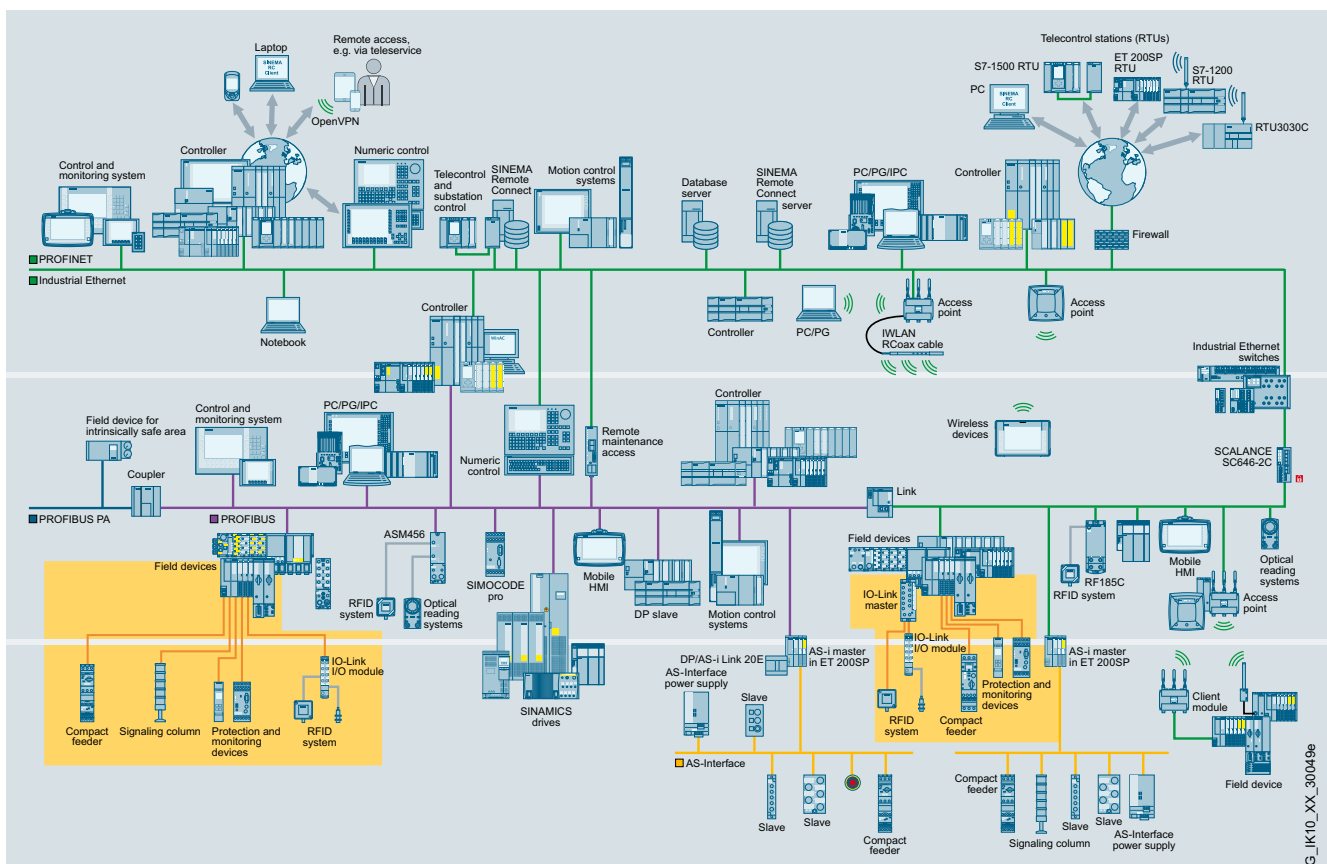 Laptop
SINEMA
RC
Client
Remote access,
e.g. via teleservice
OpenVPN
Telecontrol stations (RTUs)
S7-1500 RTU
ET 200SP
RTU
S7-1200
RTU
PC
SINEMA
RC
Client
RTU3030C
Control and
monitoring system
Controller
Numeric control
Telecontrol
and
substation
control
SINEMA
Remote
Connect
Motion control
systems
Database
server
SINEMA
Remote
Connect
server
PC/PG/IPC
Controller
Firewall
PROFINET
Industrial Ethernet
Notebook
Controller
WinAC
Controller
PC/PG
Access
point
IWLAN
RCoax cable
Access
point
Industrial Ethernet
switches
Field device for
intrinsically safe area
Control and
monitoring system
PC/PG/IPC
Numeric
control
Remote
maintenance
access
Controller
Wireless
devices
SCALANCE
SC646-2C
Coupler
Link
PROFIBUS PA
PROFIBUS
Field devices
ASM456
RFID
system
Optical
reading
systems
SIMOCODE
pro
Mobile
HMI
DP slave
Motion control
systems
SINAMICS
drives
Field devices
IO-Link
master
RF185C
RFID system
Mobile
HMI
Optical
reading systems
Access
point
IO-Link
I/O module
Compact
feeder
Signaling column
Protection and
monitoring
devices
RFID
system
DP/AS-i Link 20E
AS-i master
in ET 200SP
AS-Interface
power supply
Slave
IO-Link
I/O module
RFID
system
Compact
feeder
Protection and
monitoring
devices
AS-i master
in ET 200SP
Client
module
AS-Interface
Slave
Slave
Compact
feeder
Compact
feeder
Signaling column
Slave
Slave
AS-Interface
power supply
Field device
G_IK10_XX_30049e